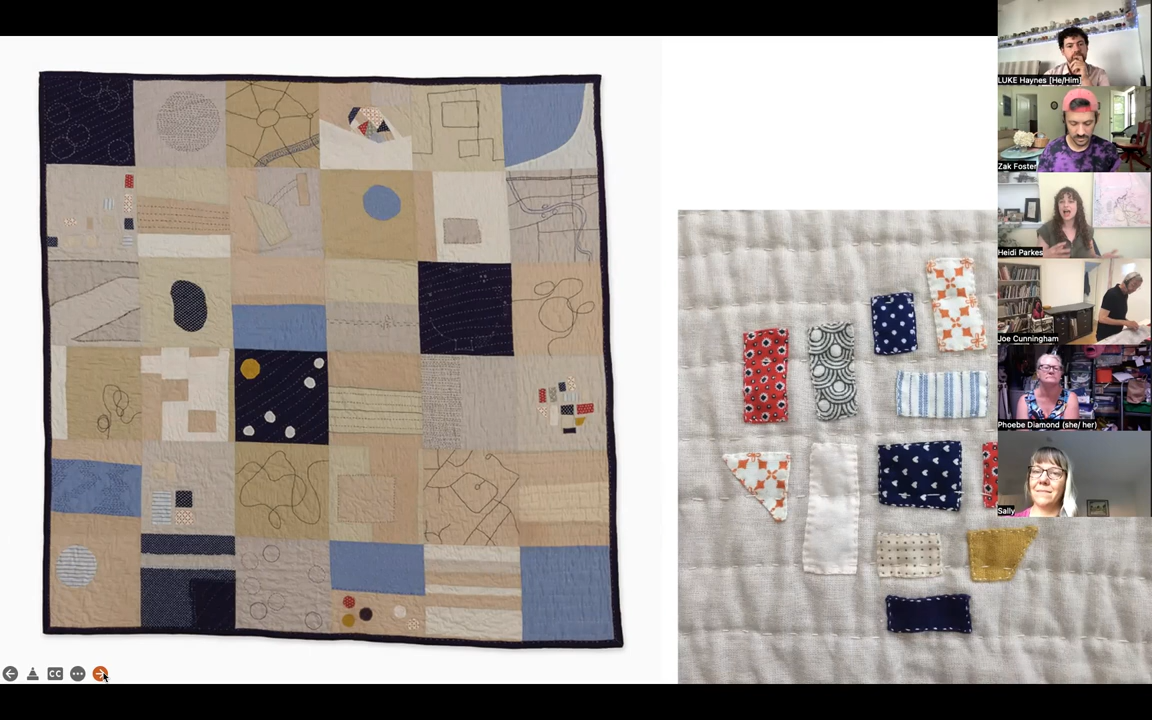 LUKE Haynes [He/Him]
Zak Foster
Heidi Parkes
Joe Cunningham
Phoebe Diamond (she/ her)
Sally
CC